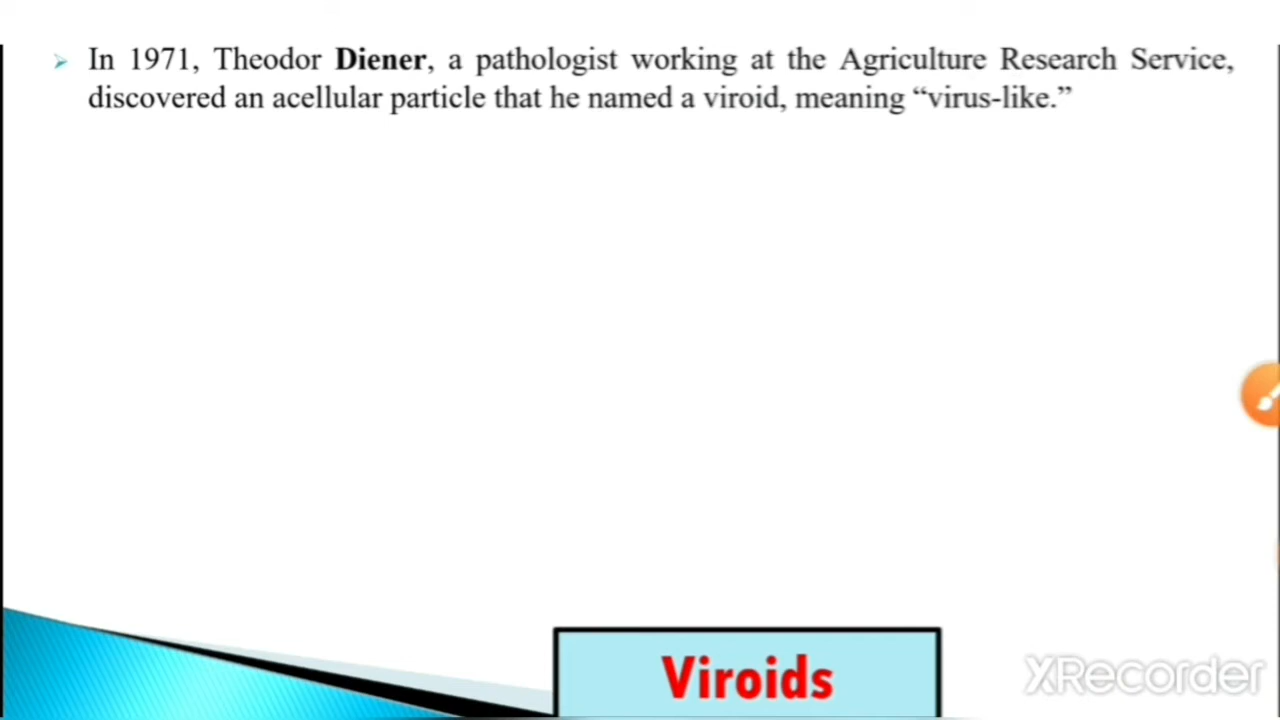 In 1971, Theodor Diener, a pathologist working at the Agriculture Research Service,
discovered an acellular particle that he named a viroid, meaning “virus-like.”
Viroids
XRecorder